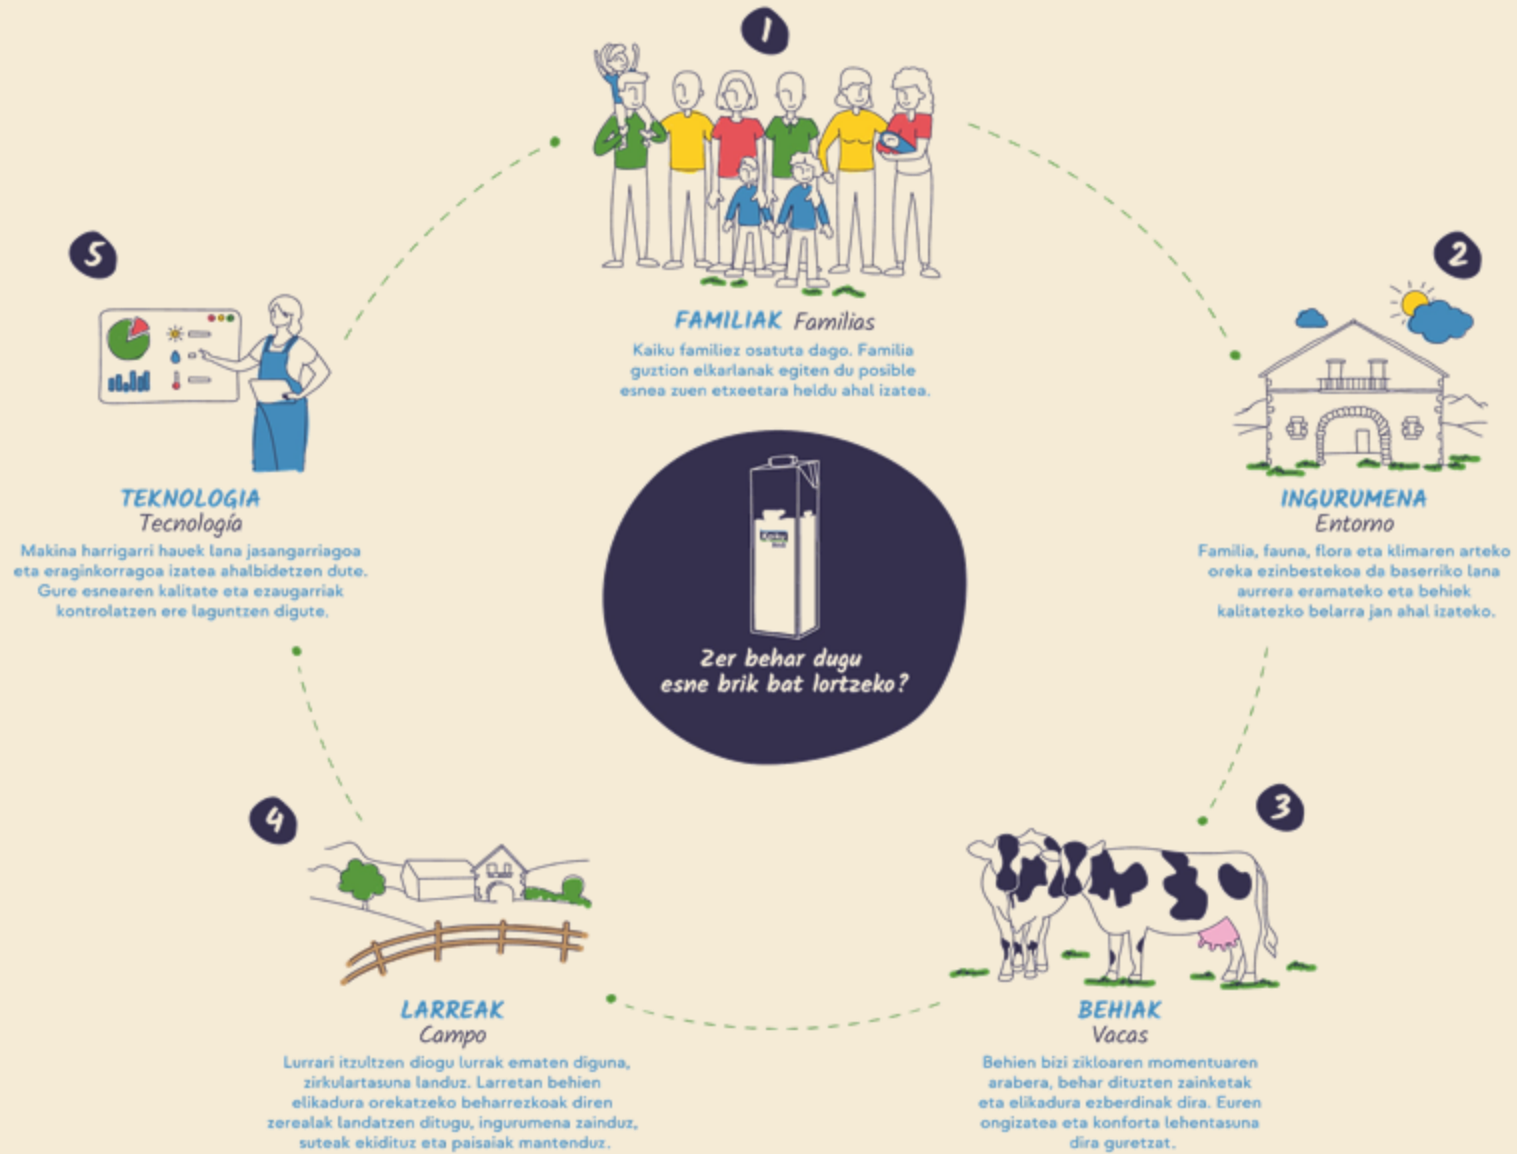 1
FAMILIAK Familias
Kaiku familiez osatuta dago. Familia
guztion elkarlanak egiten du posible
esnea zuen etxeetara heldu ahal izatea.
2
INGURUMENA
Entorno
Familia, fauna, flora eta klimaren arteko
oreka ezinbestekoa da baserriko lana
aurrera eramateko eta behiek
kalitatezko belarra jan ahal izateko.
3
BEHIAK
Vacas
Behien bizi zikloaren momentuaren
arabera, behar dituzten zainketak
eta elikadura ezberdinak dira. Euren
ongizatea eta konforta lehentasuna
dira guretzat.
4
LARREAK
Campo
Lurrari itzultzen diogu lurrak ematen diguna,
zirkulartasuna landuz. Larretan behien
elikadura orekatzeko beharrezkoak diren
zerealak landatzen ditugu, ingurumena zainduz,
suteak ekidituz eta paisaiak mantenduz.
5
TEKNOLOGIA
Tecnología
Makina harrigarri hauek lana jasangarriagoa
eta eraginkorragoa izatea ahalbidetzen dute.
Gure esnearen kalitate eta ezaugarriak
kontrolatzen ere laguntzen digute.
Kaiku
Zer behar dugu
esne brik bat lortzeko?